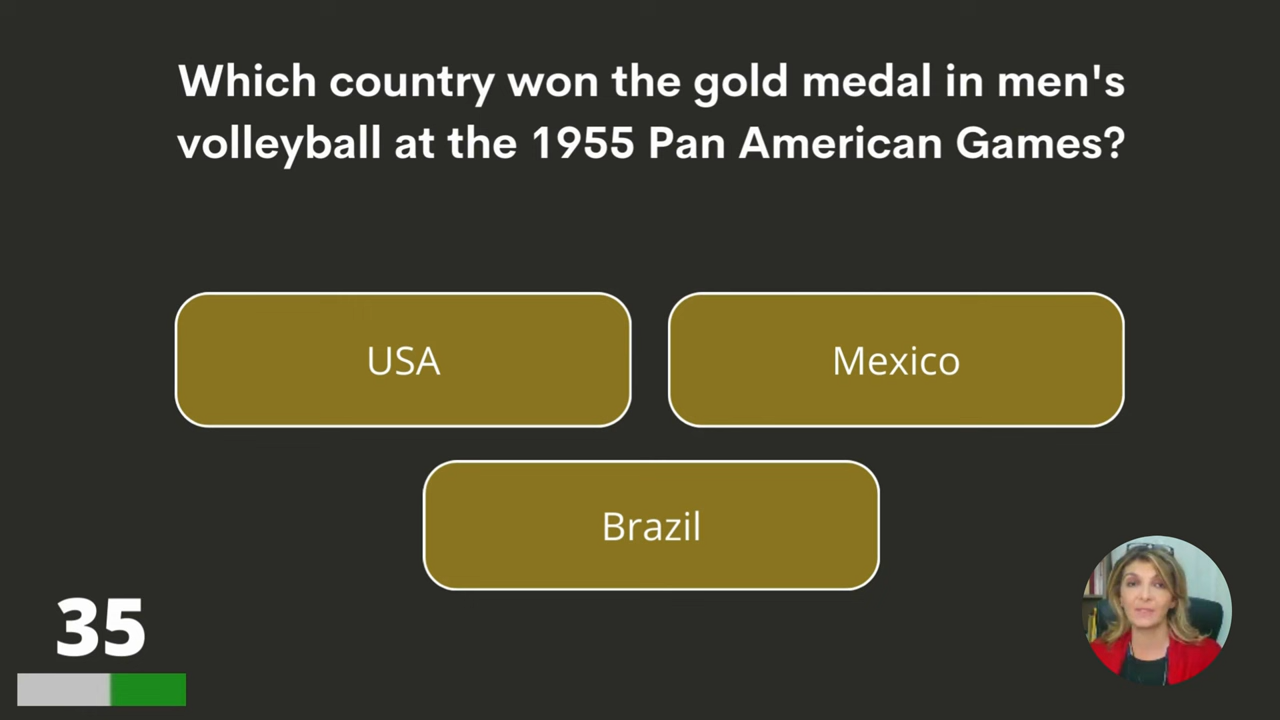 Which country won the gold medal in men's
volleyball at the 1955 Pan American Games?
USA
Mexico
Brazil
35